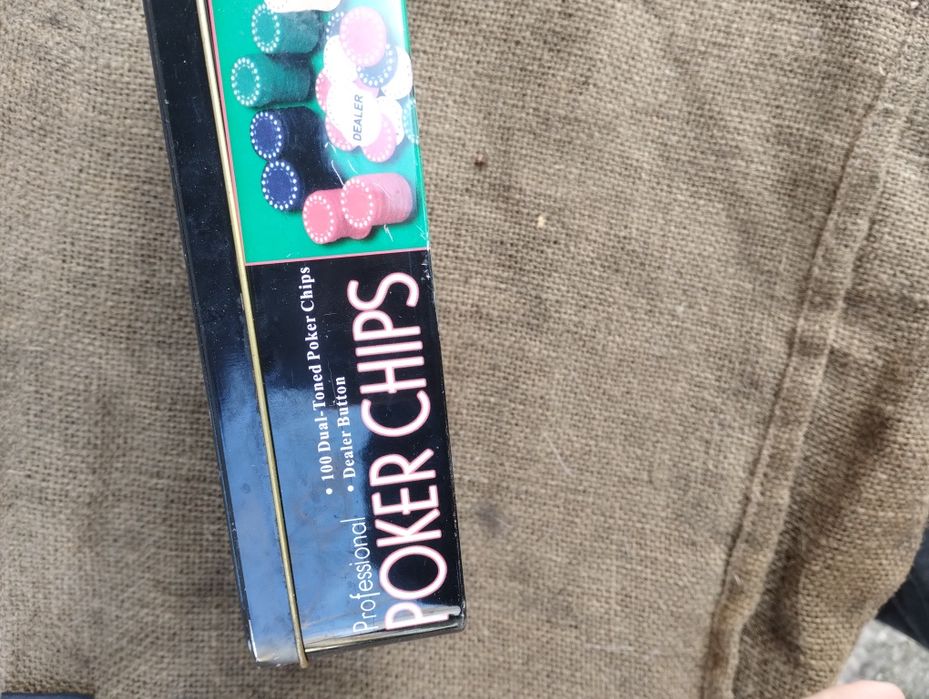 • 100 Dual-Toned Poker Chips
• Dealer Button
Professional
POKER CHIPS
DEALER